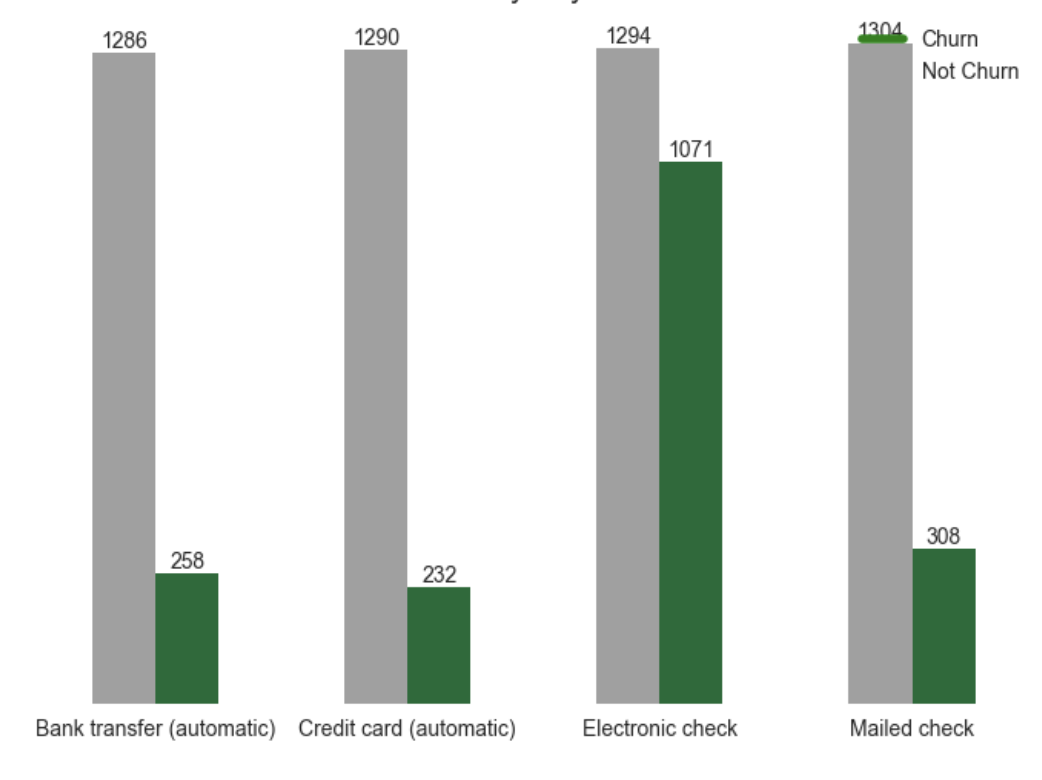 1286
1290
1294
1304
Churn
Not Churn
1071
258
232
308
Bank transfer (automatic)
Credit card (automatic)
Electronic check
Mailed check